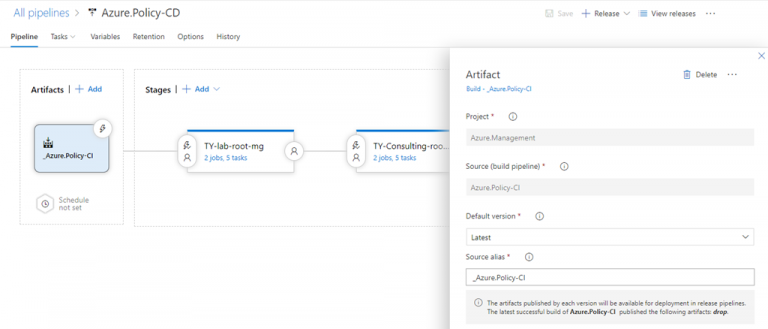 All pipelines > Azure.Policy-CD
Save + Release View releases ...
Pipeline Tasks Variables Retention Options History
Artifacts | + Add
Stages | + Add
_Azure.Policy-CI
Schedule
not set
TY-lab-root-mg
2 jobs, 5 tasks
TY-Consulting-roo...
2 jobs, 5 tasks
Artifact
Delete ...
Build - _Azure.Policy-CI
Project *
Azure.Management
Source (build pipeline) *
Azure.Policy-CI
Default version *
Latest
Source alias *
_Azure.Policy-CI
The artifacts published by each version will be available for deployment in release pipelines.
The latest successful build of Azure.Policy-CI published the following artifacts: drop.